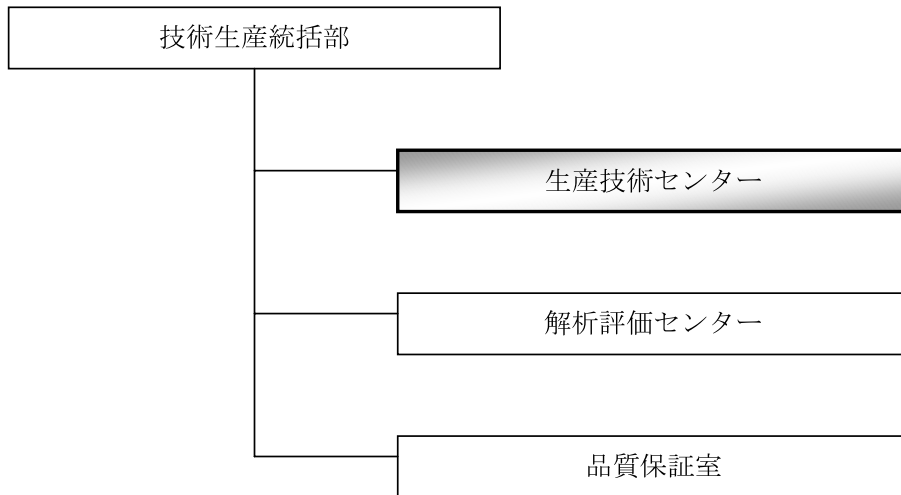 技術生産統括部
生産技術センター
解析評価センター
品質保証室